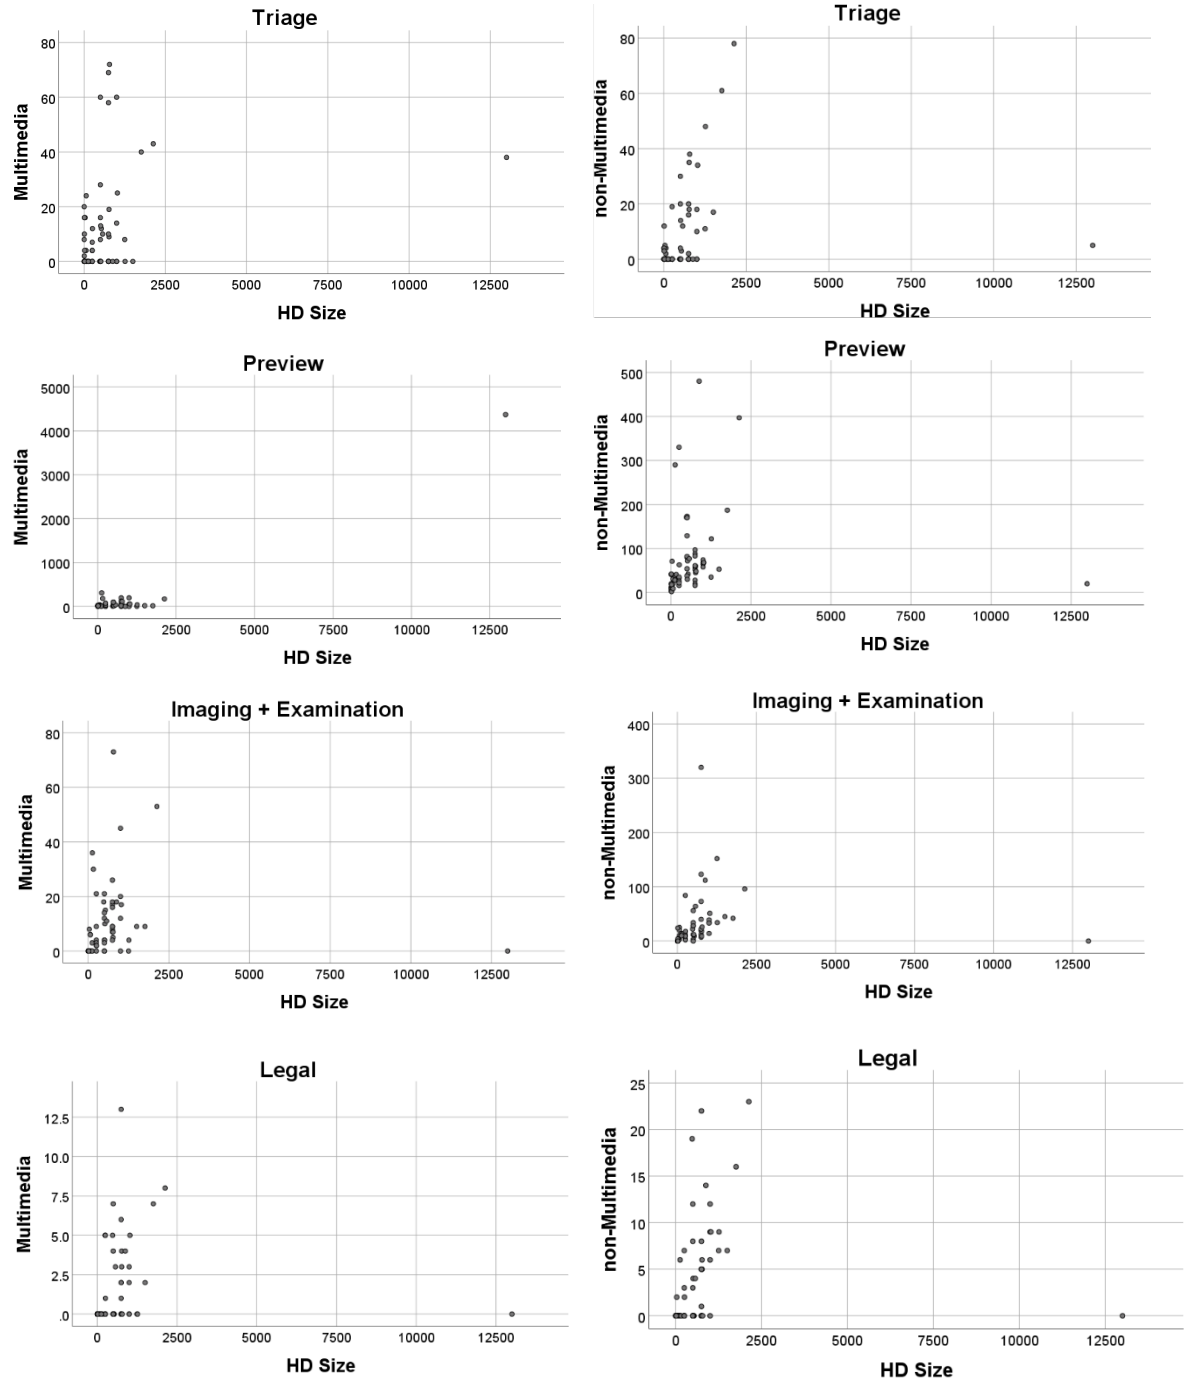 Triage
Multimedia
80
60
40
20
0
0 2500 5000 7500 10000 12500
HD Size
Triage
non-Multimedia
80
60
40
20
0
0 2500 5000 7500 10000 12500
HD Size
Preview
Multimedia
5000
4000
3000
2000
1000
0
0 2500 5000 7500 10000 12500
HD Size
Preview
non-Multimedia
500
400
300
200
100
0
0 2500 5000 7500 10000 12500
HD Size
Imaging + Examination
Multimedia
80
60
40
20
0
0 2500 5000 7500 10000 12500
HD Size
Imaging + Examination
non-Multimedia
400
300
200
100
0
0 2500 5000 7500 10000 12500
HD Size
Legal
Multimedia
12.5
10.0
7.5
5.0
2.5
.0
0 2500 5000 7500 10000 12500
HD Size
Legal
non-Multimedia
25
20
15
10
5
0
0 2500 5000 7500 10000 12500
HD Size